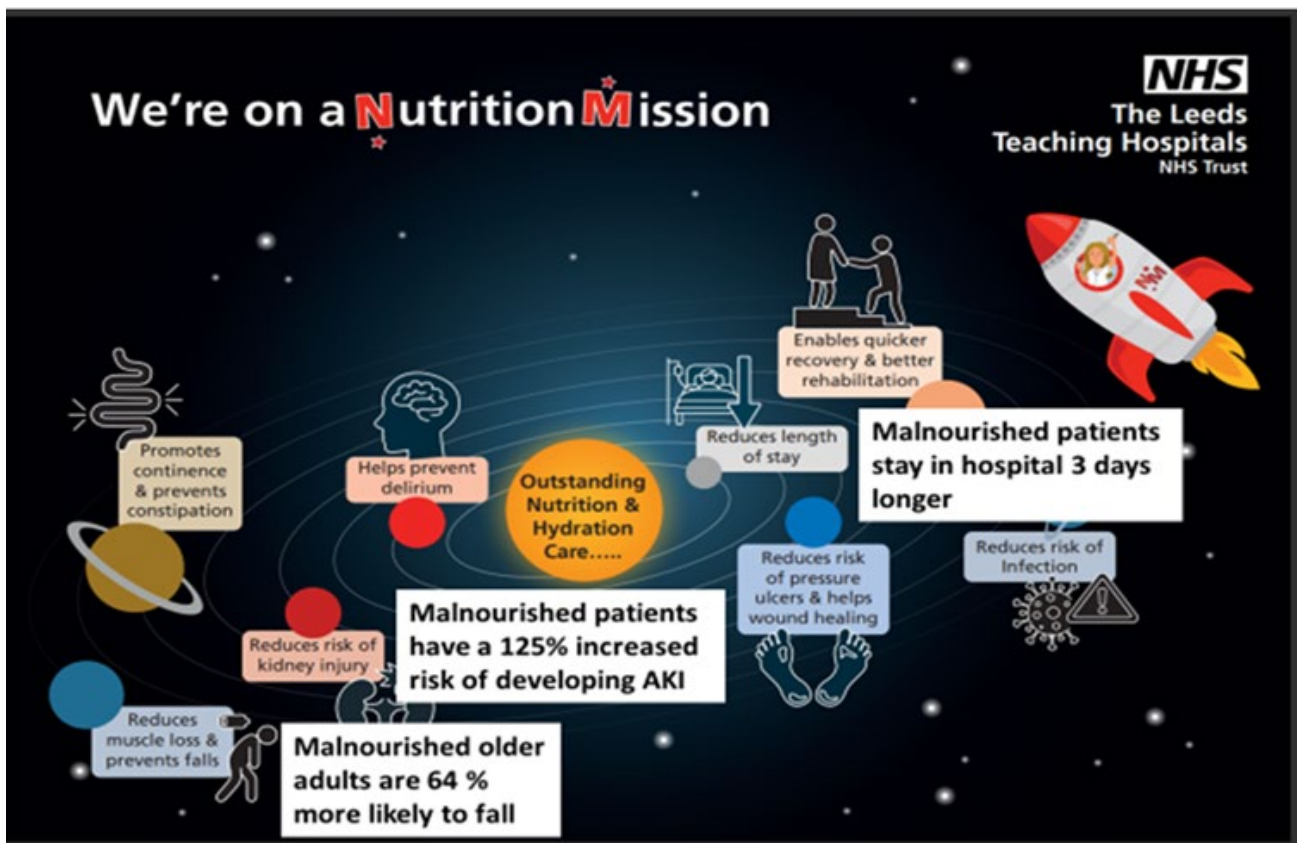 We're on a Nutrition Mission
NHS
The Leeds
Teaching Hospitals
NHS Trust
NM
Enables quicker
recovery & better
rehabilitation
Promotes
continence
& prevents
constipation
Helps prevent
delirium
Outstanding
Nutrition &
Hydration
Care.....
Reduces length
of stay
Malnourished patients
stay in hospital 3 days
longer
Reduces risk of
kidney injury
Malnourished patients
have a 125% increased
risk of developing AKI
Reduces risk
of pressure
ulcers & helps
wound healing
Reduces risk of
Infection
Reduces
muscle loss &
prevents falls
Malnourished older
adults are 64 %
more likely to fall